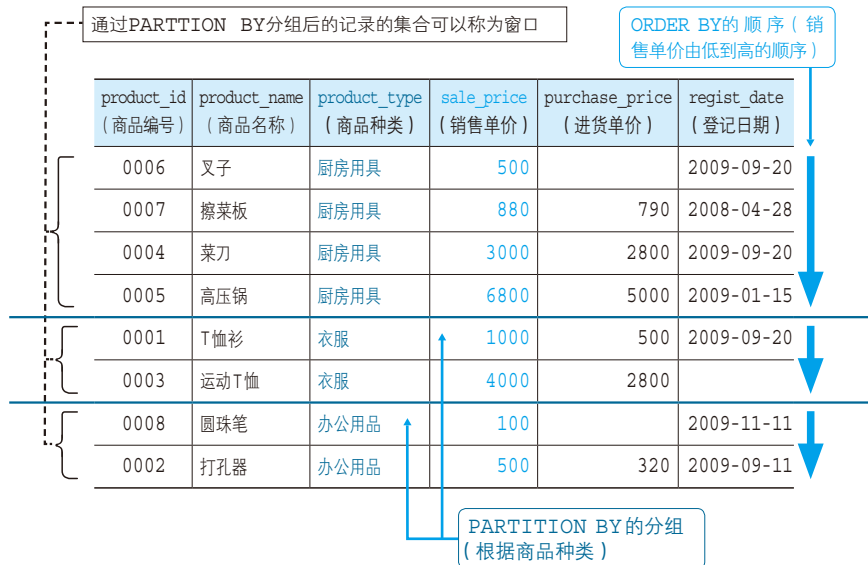 通过PARTTION BY分组后的记录的集合可以称为窗口
ORDER BY的顺序（销
售单价由低到高的顺序）
product_id product_name product_type sale_price purchase_price regist_date
（商品编号） （商品名称） （商品种类） （销售单价） （进货单价） （登记日期）
0006 叉子 厨房用具 500 2009-09-20
0007 擦菜板 厨房用具 880 790 2008-04-28
0004 菜刀 厨房用具 3000 2800 2009-09-20
0005 高压锅 厨房用具 6800 5000 2009-01-15
0001 T恤衫 衣服 1000 500 2009-09-20
0003 运动T恤 衣服 4000 2800
0008 圆珠笔 办公用品 100 2009-11-11
0002 打孔器 办公用品 500 320 2009-09-11
PARTITION BY的分组
（根据商品种类）